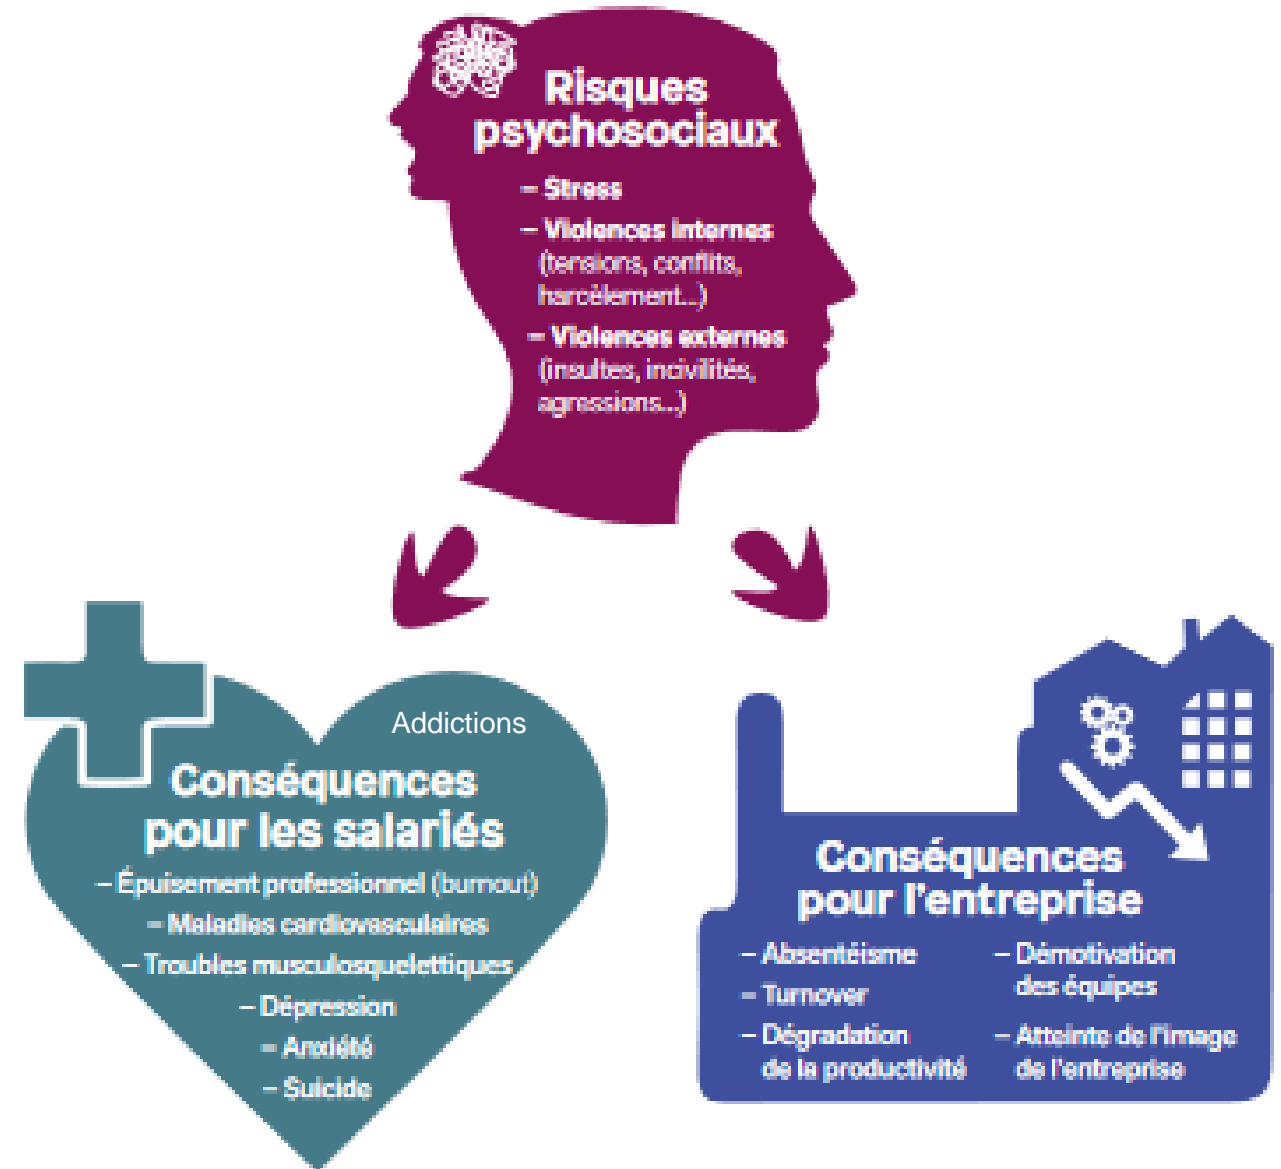 Risques
psychosociaux
– Stress
– Violences internes
(tensions, conflits,
harcèlement...)
– Violences externes
(insultes, incivilités,
agressions...)
Addictions
Conséquences
pour les salariés
– Épuisement professionnel (burnout)
– Maladies cardiovasculaires
– Troubles musculosquelettiques
– Dépression
– Anxiété
– Suicide
Conséquences
pour l'entreprise
– Absentéisme
– Turnover
– Dégradation
de la productivité
– Démotivation
des équipes
– Atteinte de l'image
de l'entreprise